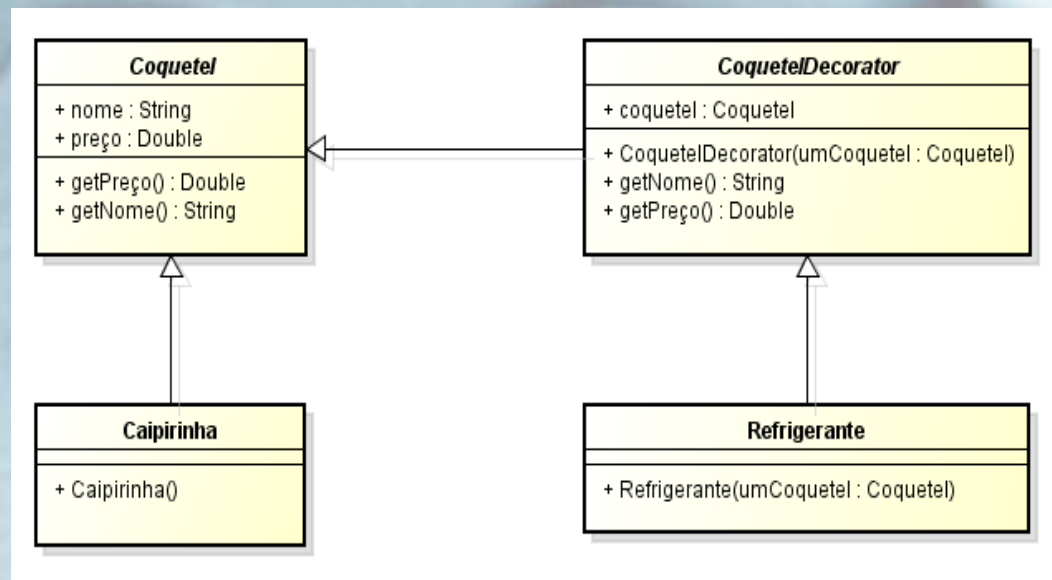 Coquetel
+ nome : String
+ preço : Double
+ getPreço() : Double
+ getNome() : String
CoquetelDecorator
+ coquetel : Coquetel
+ CoquetelDecorator(umCoquetel : Coquetel)
+ getNome() : String
+ getPreço() : Double
Caipirinha
+ Caipirinha()
Refrigerante
+ Refrigerante(umCoquetel : Coquetel)